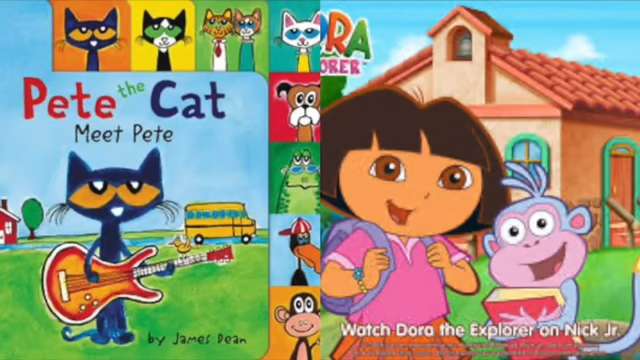 Pete the Cat
Meet Pete
by James Dean
RA
ORER
Watch Dora the Explorer on Nick Jr.